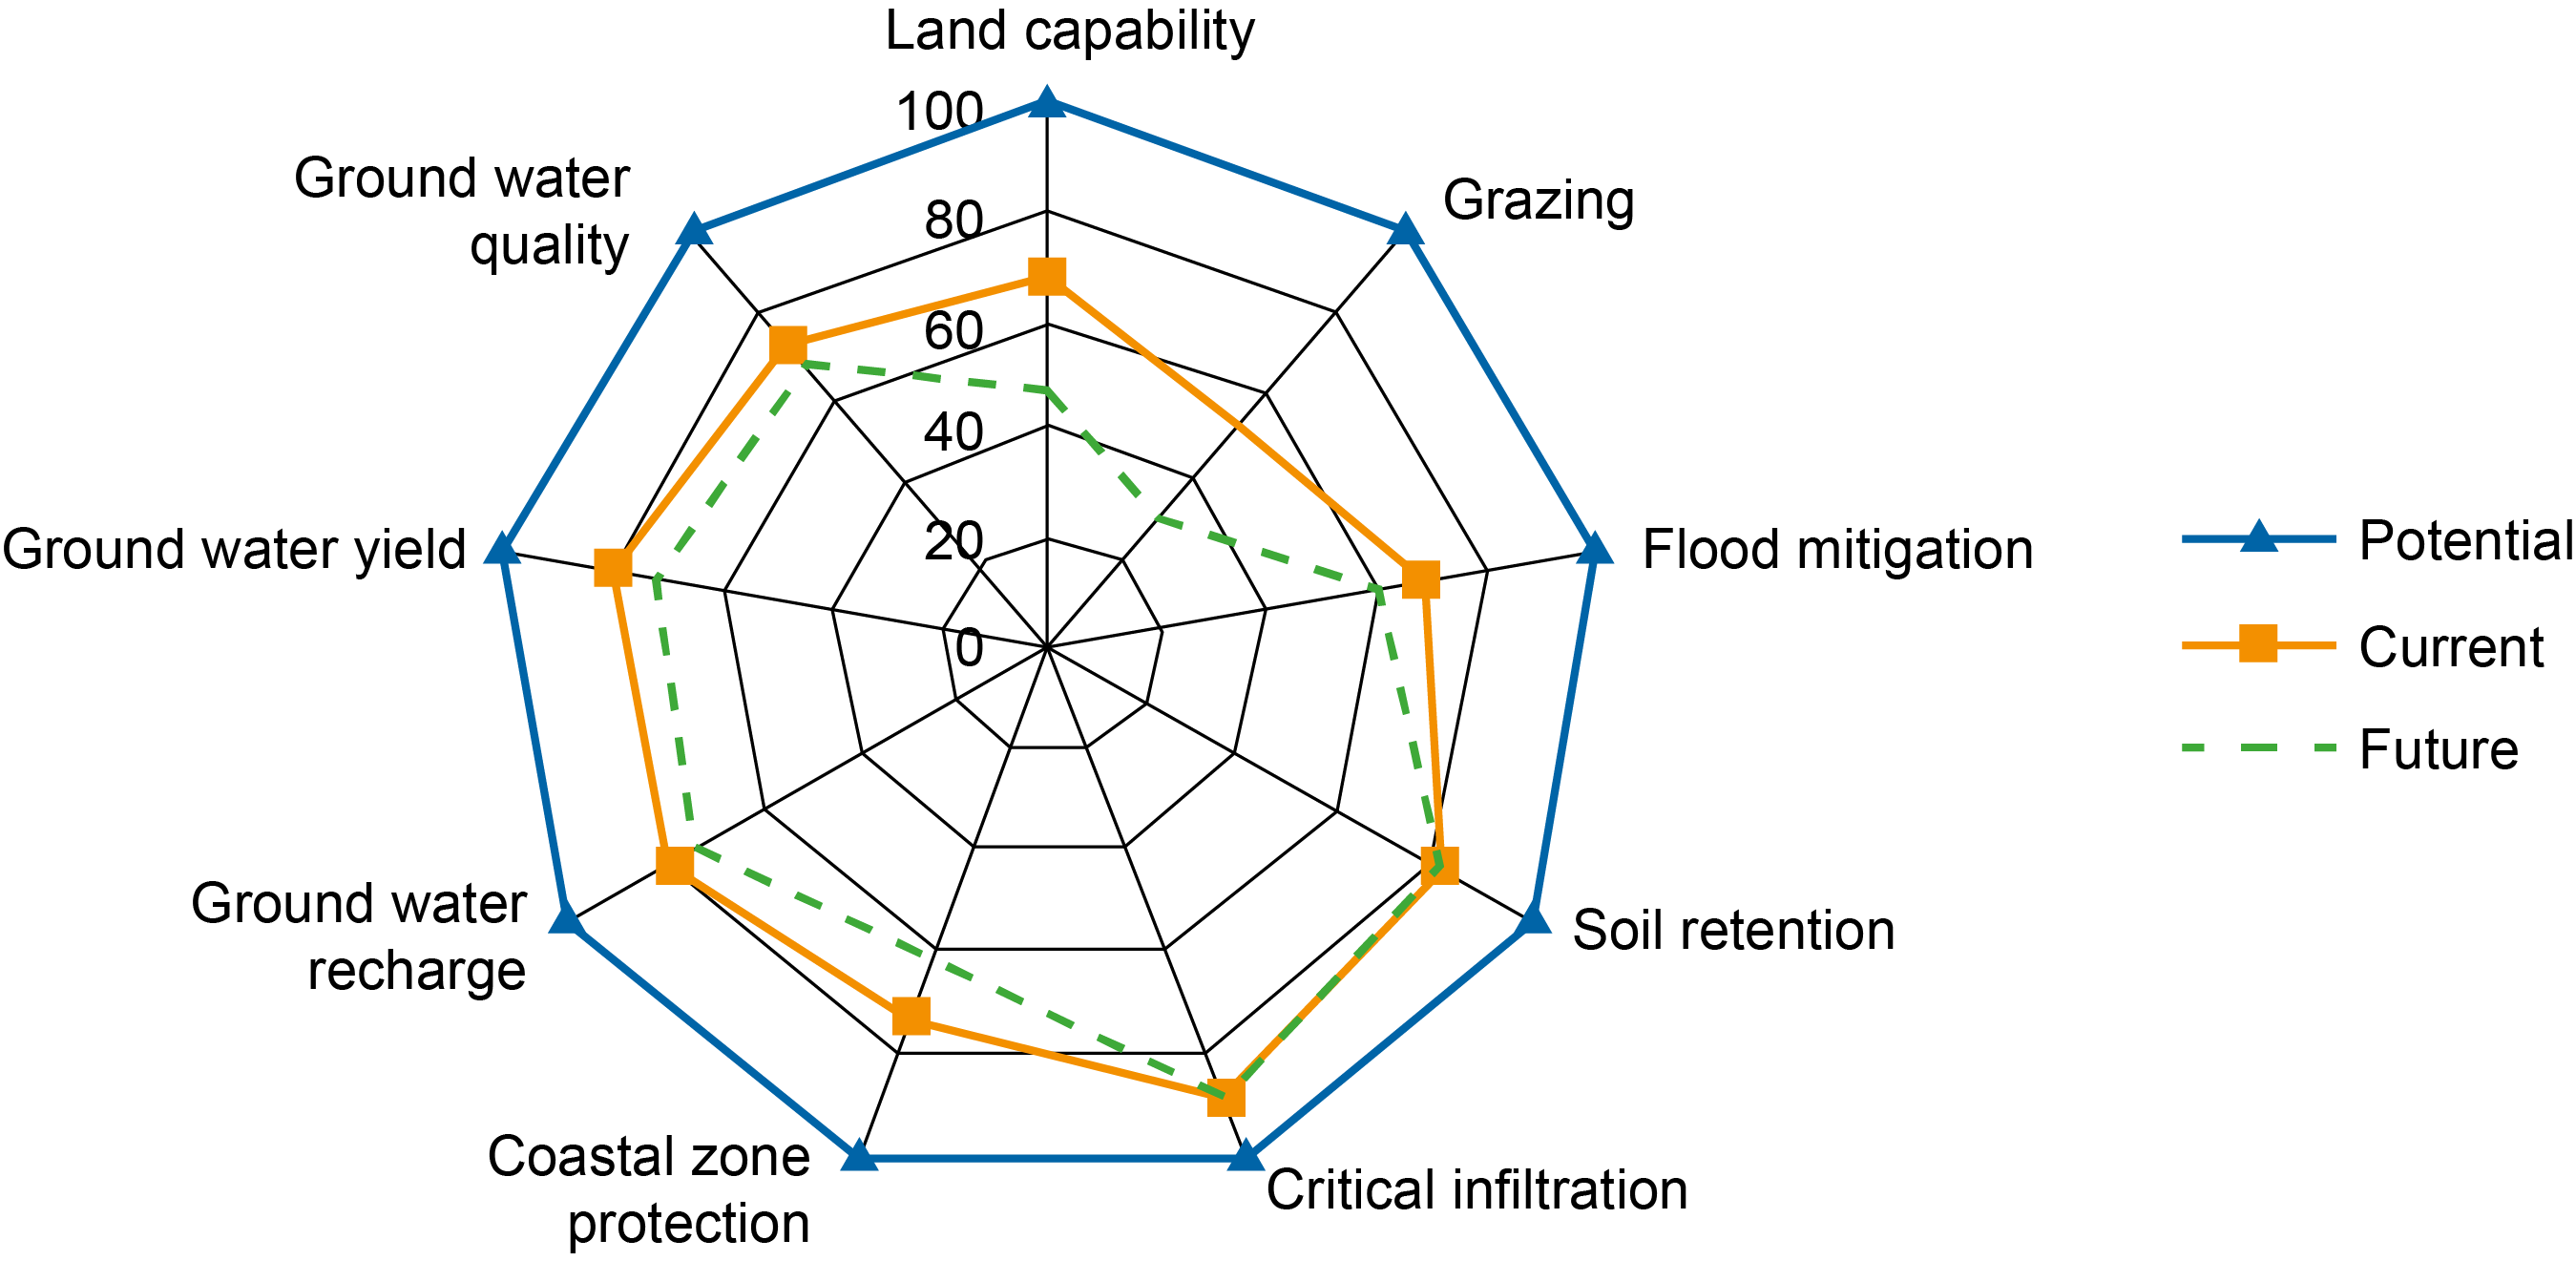 Land capability
100
80
60
40
20
0
Grazing
Flood mitigation
Soil retention
Critical infiltration
Coastal zone
protection
Ground water
recharge
Ground water yield
Ground water
quality
Potential
Current
Future